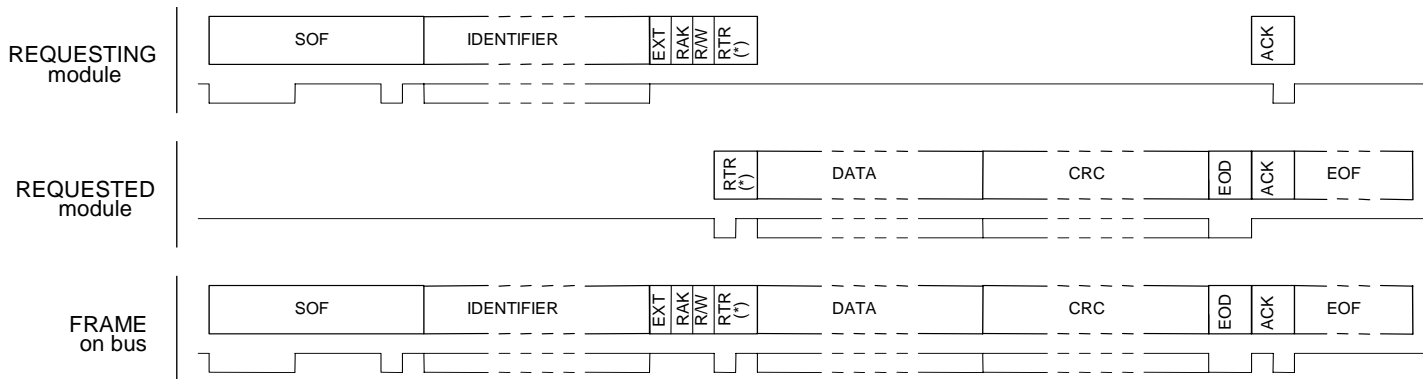 REQUESTING
module
SOF
IDENTIFIER
EXT
RAK
R/W
RTR
(*)
ACK
REQUESTED
module
RTR
(*)
DATA
CRC
EOD
ACK
EOF
FRAME
on bus
SOF
IDENTIFIER
EXT
RAK
R/W
RTR
(*)
DATA
CRC
EOD
ACK
EOF